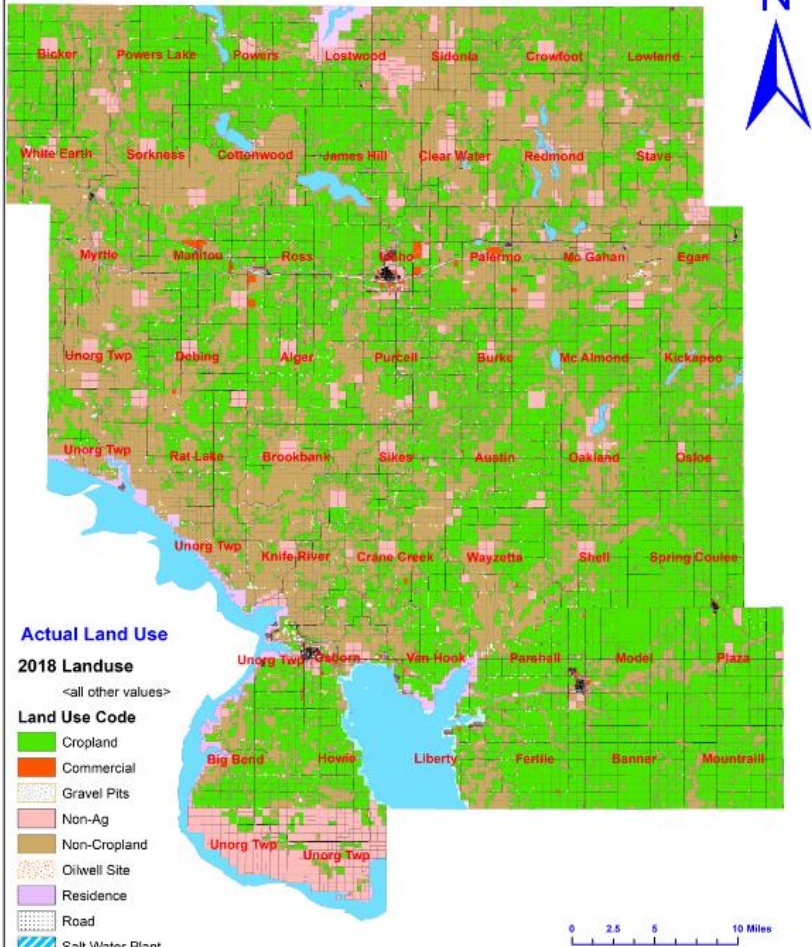 N
Bicker Powers Lake Powers Lostwood Sidonia Crowfoot Lowland
White Earth Sorkness Cottonwood James Hill Clear Water Redmond Stave
Myrtle Manitou Ross Idaho Palermo Mc Gahan Egan
Unorg Twp Debing Alger Purcell Burke Mc Almond Kickapoo
Unorg Twp Rat Lake Brookbank Sikes Austin Oakland Osloe
Unorg Twp Knife River Crane Creek Wayzetta Shell Spring Coulee
Unorg Twp Osborn Van Hook Parshall Model Plaza
Big Bend Howie Liberty Fertile Banner Mountraill
Unorg Twp Unorg Twp
Actual Land Use
2018 Landuse
<all other values>
Land Use Code
Cropland
Commercial
Gravel Pits
Non-Ag
Non-Cropland
Oilwell Site
Residence
Road
Salt Water Plant
0 2.5 5 10 Miles